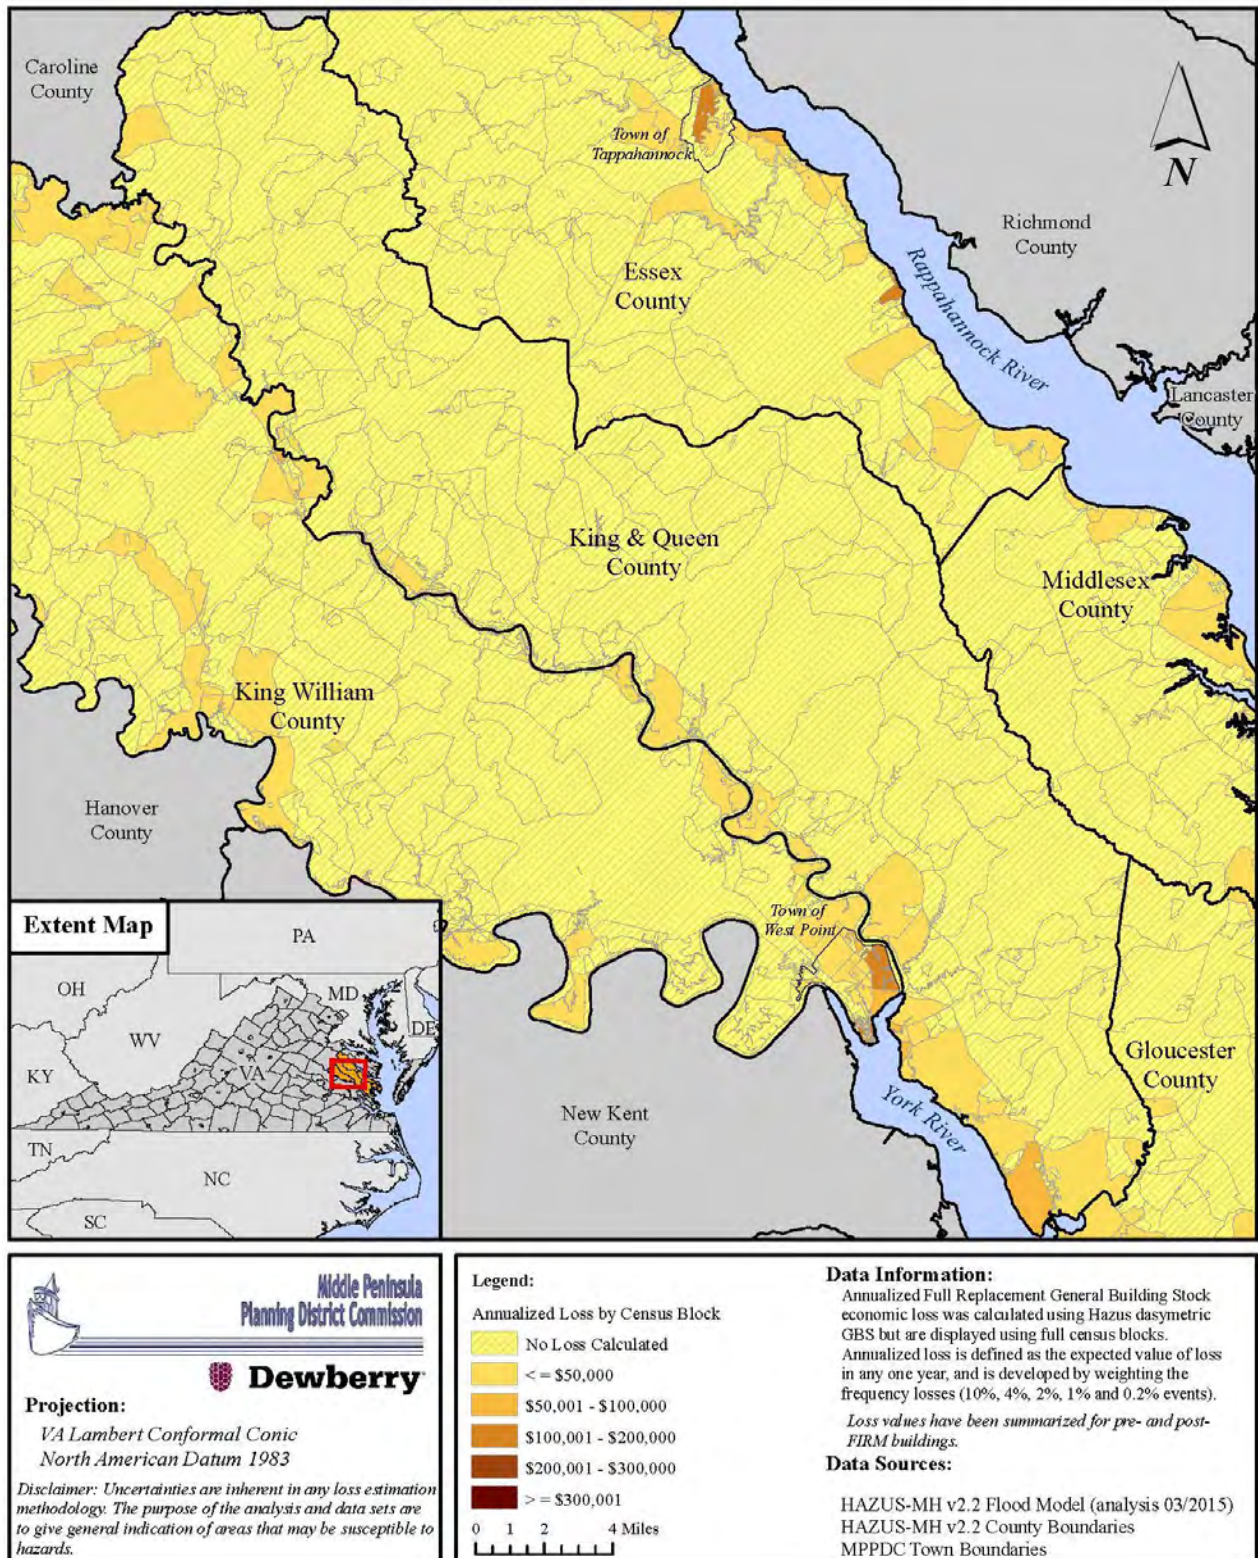 Caroline
County
Town of
Tappahannock
N
Richmond
County
Essex
County
Rappahannock River
Lancaster
County
King & Queen
County
Middlesex
County
King William
County
Hanover
County
Town of
West Point
Gloucester
County
New Kent
County
York River
Extent Map
PA
OH
MD
DE
WV
KY
VA
TN
NC
SC
Middle Peninsula
Planning District Commission
Dewberry
Projection:
VA Lambert Conformal Conic
North American Datum 1983
Disclaimer: Uncertainties are inherent in any loss estimation
methodology. The purpose of the analysis and data sets are
to give general indication of areas that may be susceptible to
hazards.
Legend:
Annualized Loss by Census Block
No Loss Calculated
< = $50,000
$50,001 - $100,000
$100,001 - $200,000
$200,001 - $300,000
> = $300,001
0 1 2 4 Miles
Data Information:
Annualized Full Replacement General Building Stock
economic loss was calculated using Hazus dasymetric
GBS but are displayed using full census blocks.
Annualized loss is defined as the expected value of loss
in any one year, and is developed by weighting the
frequency losses (10%, 4%, 2%, 1% and 0.2% events).
Loss values have been summarized for pre- and post-
FIRM buildings.
Data Sources:
HAZUS-MH v2.2 Flood Model (analysis 03/2015)
HAZUS-MH v2.2 County Boundaries
MPPDC Town Boundaries